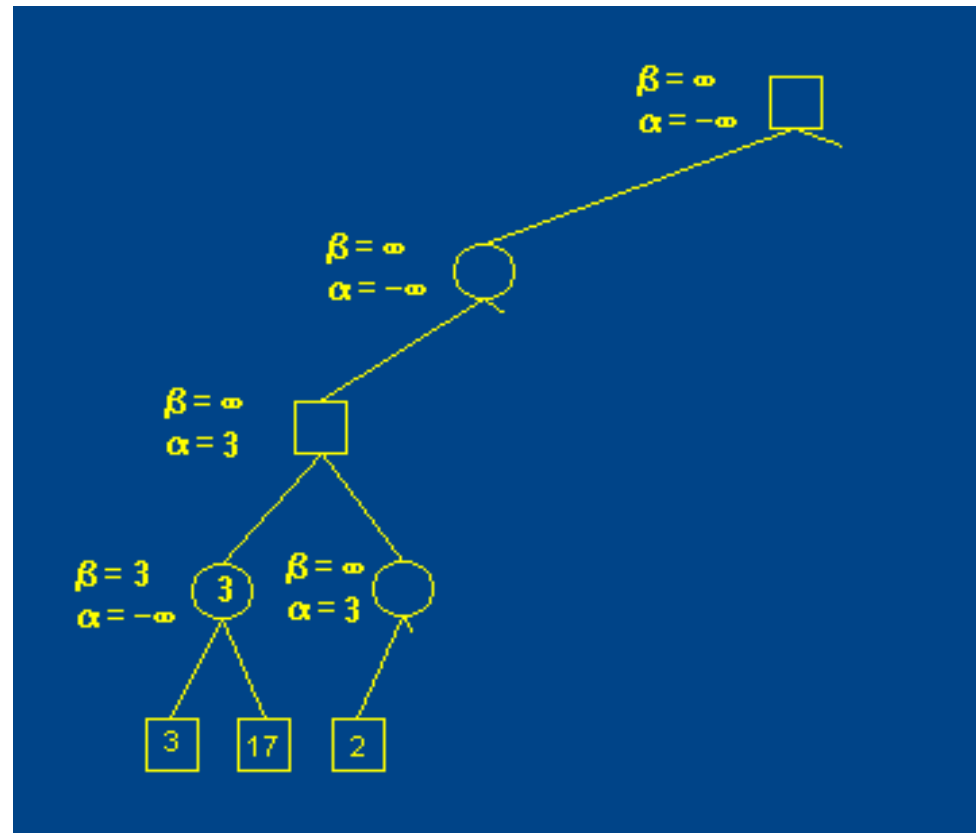 β = ∞
α = −∞
β = ∞
α = −∞
β = ∞
α = 3
β = 3
α = −∞
3
β = ∞
α = 3
3
17
2